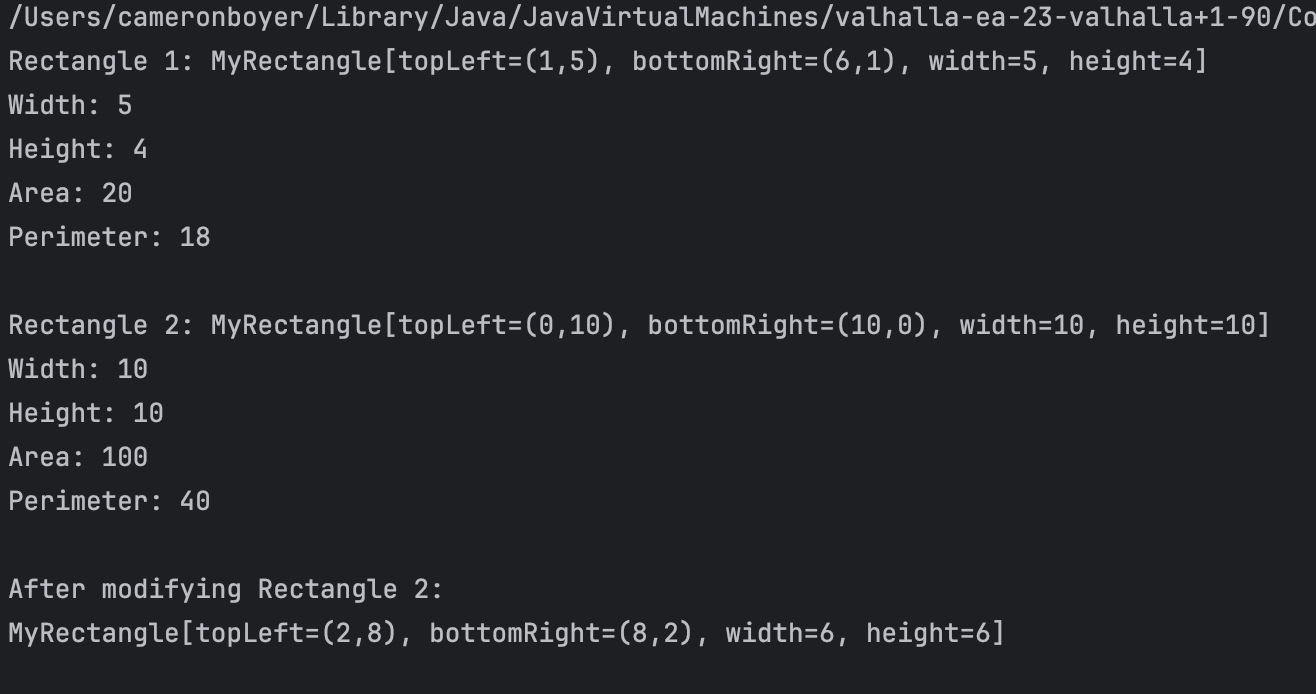 /Users/cameronboyer/Library/Java/JavaVirtualMachines/valhalla-ea-23-valhalla+1-90/Co
Rectangle 1: MyRectangle[topLeft=(1,5), bottomRight=(6,1), width=5, height=4]
Width: 5
Height: 4
Area: 20
Perimeter: 18
Rectangle 2: MyRectangle[topLeft=(0,10), bottomRight=(10,0), width=10, height=10]
Width: 10
Height: 10
Area: 100
Perimeter: 40
After modifying Rectangle 2:
MyRectangle[topLeft=(2,8), bottomRight=(8,2), width=6, height=6]